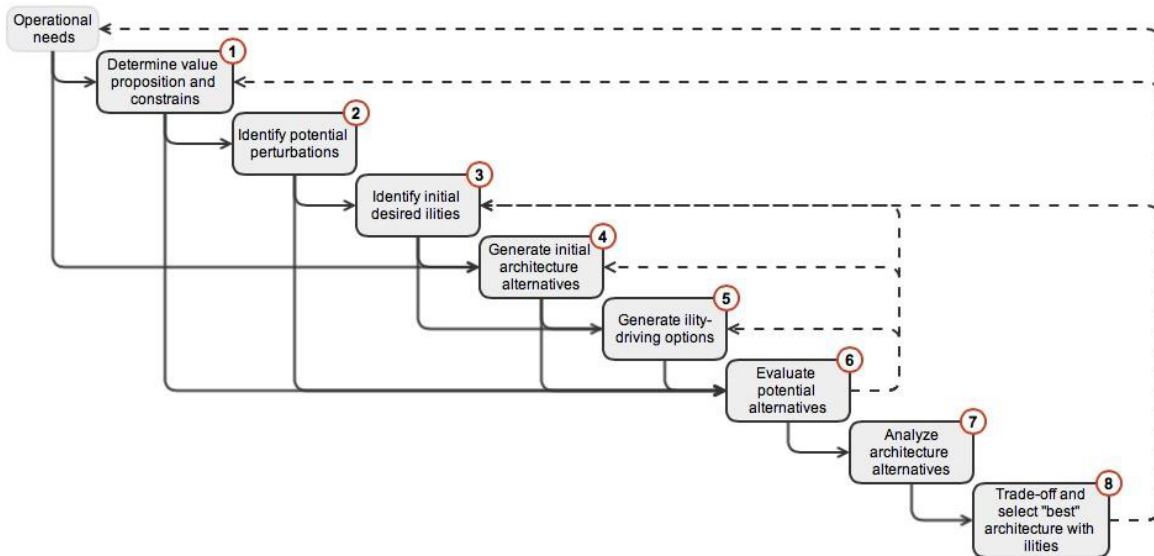 Operational
needs
1
Determine value
proposition and
constrains
2
Identify potential
perturbations
3
Identify initial
desired ilities
4
Generate initial
architecture
alternatives
5
Generate ility-
driving options
6
Evaluate
potential
alternatives
7
Analyze
architecture
alternatives
8
Trade-off and
select "best"
architecture with
ilities